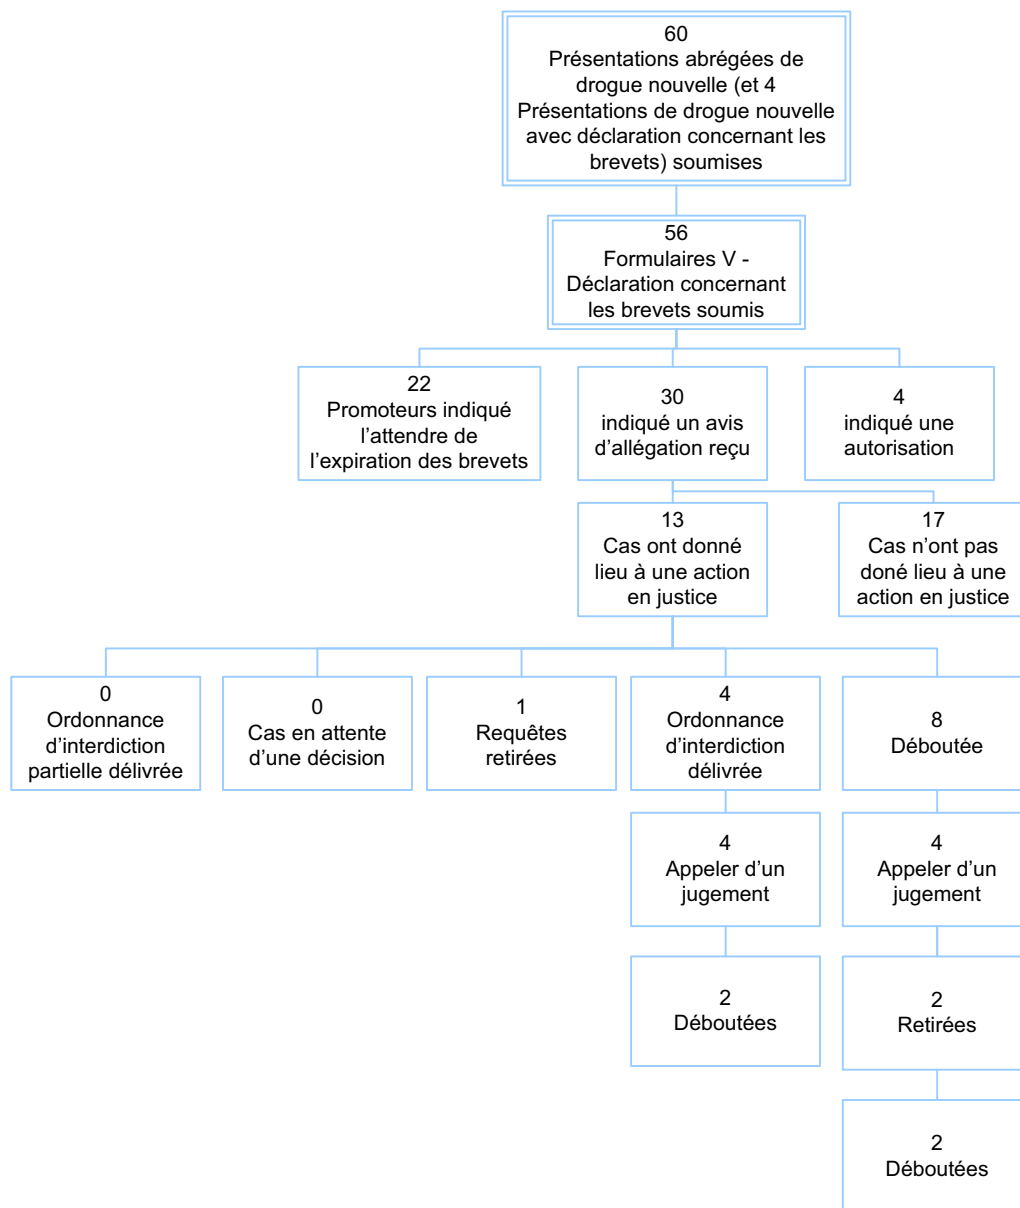 60
Présentations abrégées de
drogue nouvelle (et 4
Présentations de drogue nouvelle
avec déclaration concernant les
brevets) soumises
56
Formulaires V -
Déclaration concernant
les brevets soumis
22
Promoteurs indiqué
l'attendre de
l'expiration des brevets
30
indiqué un avis
d'allégation reçu
4
indiqué une
autorisation
13
Cas ont donné
lieu à une action
en justice
17
Cas n'ont pas
doné lieu à une
action en justice
0
Ordonnance
d'interdiction
partielle délivrée
0
Cas en attente
d'une décision
1
Requêtes
retirées
4
Ordonnance
d'interdiction
délivrée
8
Déboutée
4
Appeler d'un
jugement
4
Appeler d'un
jugement
2
Déboutées
2
Retirées
2
Déboutées